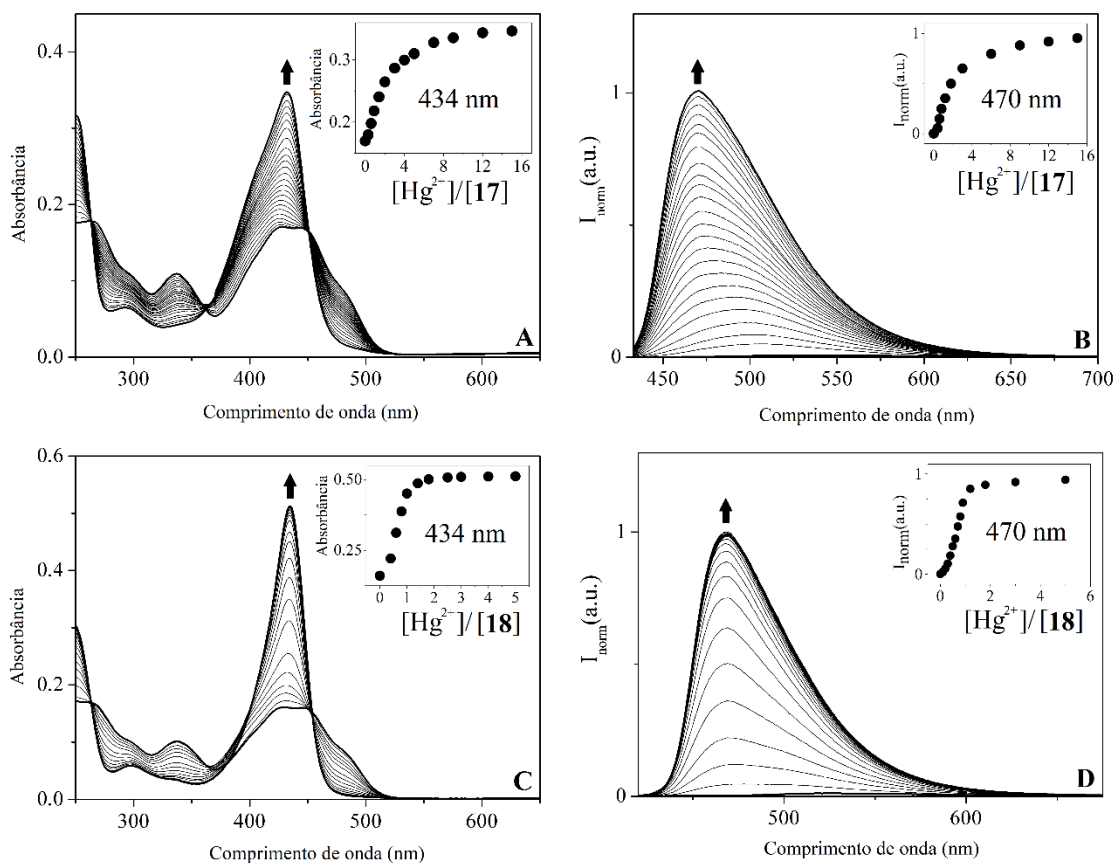 0.4
0.2
0.0
Absorbância
300
400
500
600
Comprimento de onda (nm)
A
0.3
0.2
Absorbância
434 nm
0
4
8
12
16
[Hg²⁺]/[17]
1
0
I_norm(a.u.)
450
500
550
600
650
700
Comprimento de onda (nm)
B
1
0
I_norm(a.u.)
470 nm
0
4
8
12
16
[Hg²⁺]/[17]
0.6
0.4
0.2
0.0
Absorbância
300
400
500
600
Comprimento de onda (nm)
C
0.50
0.25
Absorbância
434 nm
0
1
2
3
4
5
[Hg²⁺]/[18]
1
0
I_norm(a.u.)
500
600
Comprimento de onda (nm)
D
1
0
I_norm(a.u.)
470 nm
0
2
4
6
[Hg²⁺]/[18]